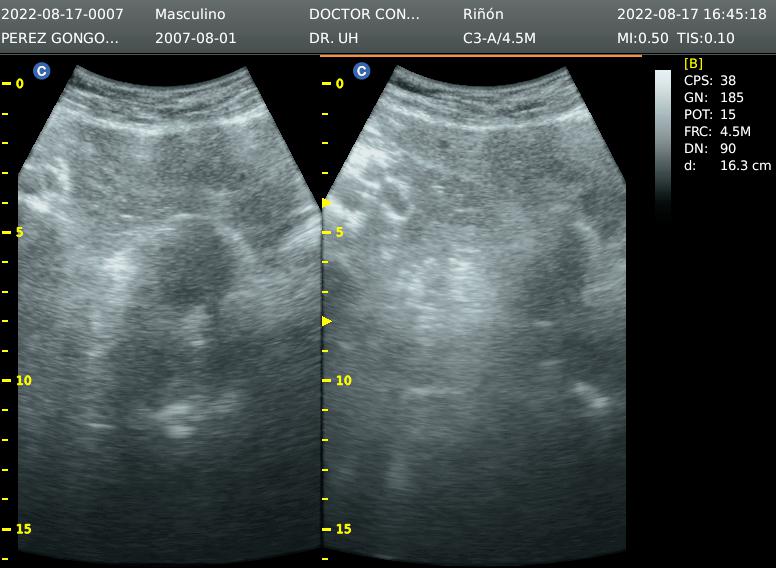 2022-08-17-0007 Masculino DOCTOR CON... Riñón 2022-08-17 16:45:18
PEREZ GONGO... 2007-08-01 DR. UH C3-A/4.5M MI:0.50 TIS:0.10
C
C
[B]
CPS: 38
GN: 185
POT: 15
FRC: 4.5M
DN: 90
d: 16.3 cm
0
5
10
15
0
5
10
15